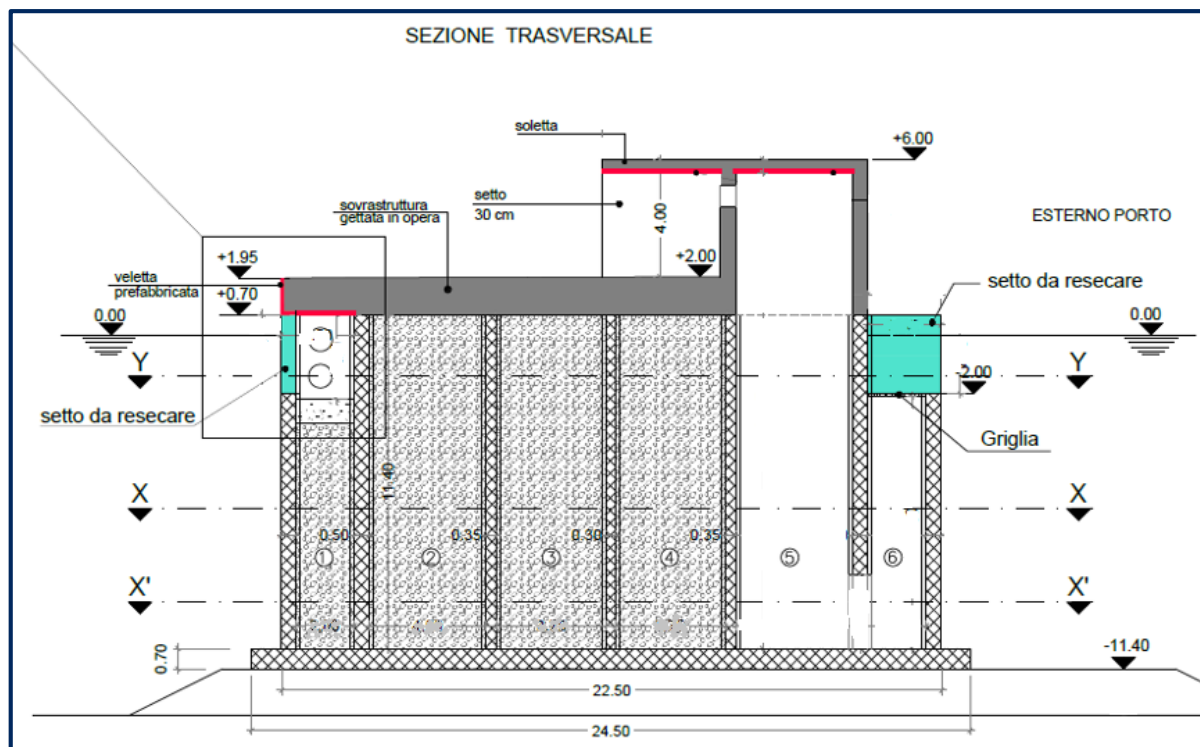 SEZIONE TRASVERSALE
soletta
+6.00
setto
30 cm
4.00
sovrastruttura
gettata in opera
ESTERNO PORTO
+1.95
+2.00
veletta
prefabbricata
+0.70
setto da resecare
0.00
0.00
Y
Y
-2.00
setto da resecare
Griglia
11.40
X
X
0.50
0.35
0.30
0.35
1
2
3
4
5
6
X'
X'
0.70
-11.40
22.50
24.50